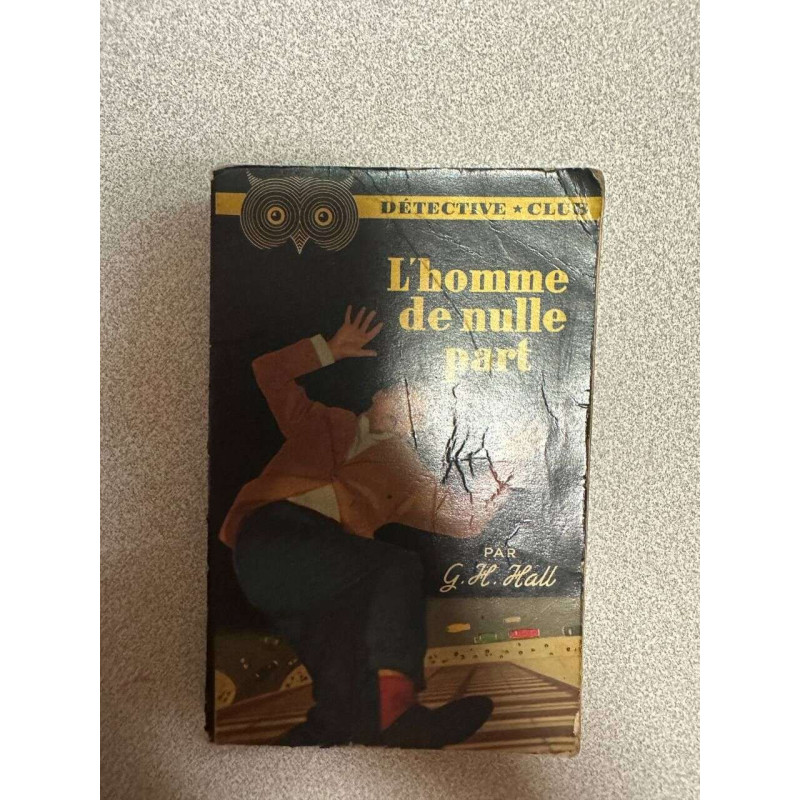 DÉTECTIVE ★ CLUB
L'homme
de nulle
part
PAR
G. H. Hall